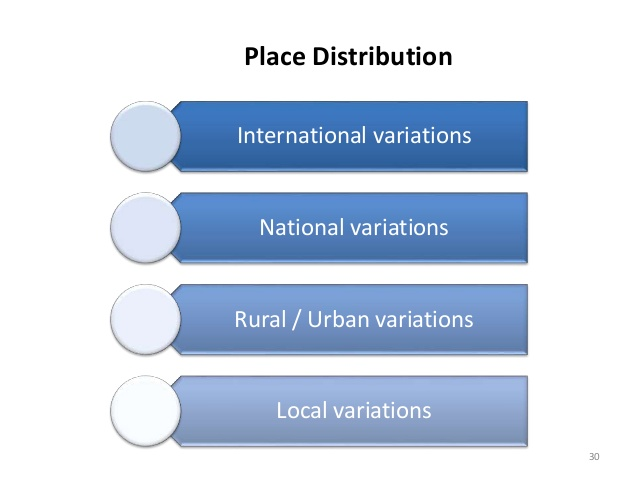 Place Distribution
International variations
National variations
Rural / Urban variations
Local variations
30